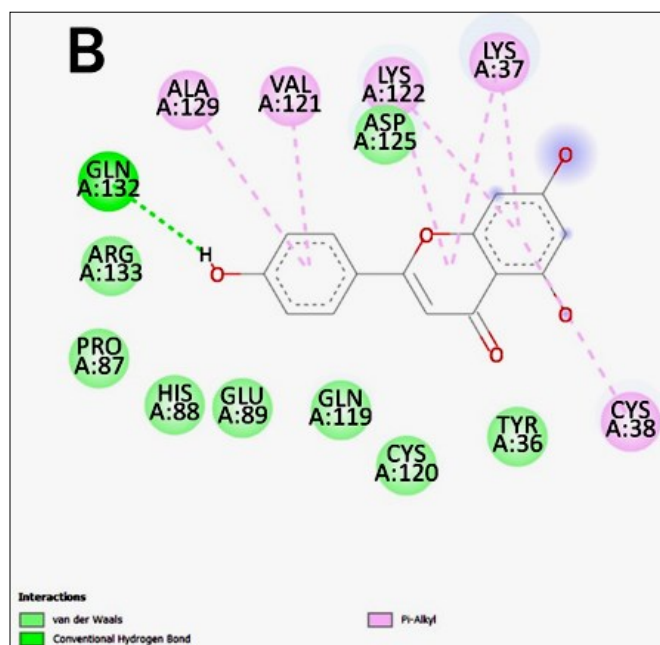 B
LYS
A:37
ALA
A:129
VAL
A:121
LYS
A:122
ASP
A:125
GLN
A:132
O
H
O
O
ARG
A:133
O
O
PRO
A:87
HIS
A:88
GLU
A:89
GLN
A:119
CYS
A:120
TYR
A:36
CYS
A:38
Interactions
van der Waals
Conventional Hydrogen Bond
Pi-Alkyl